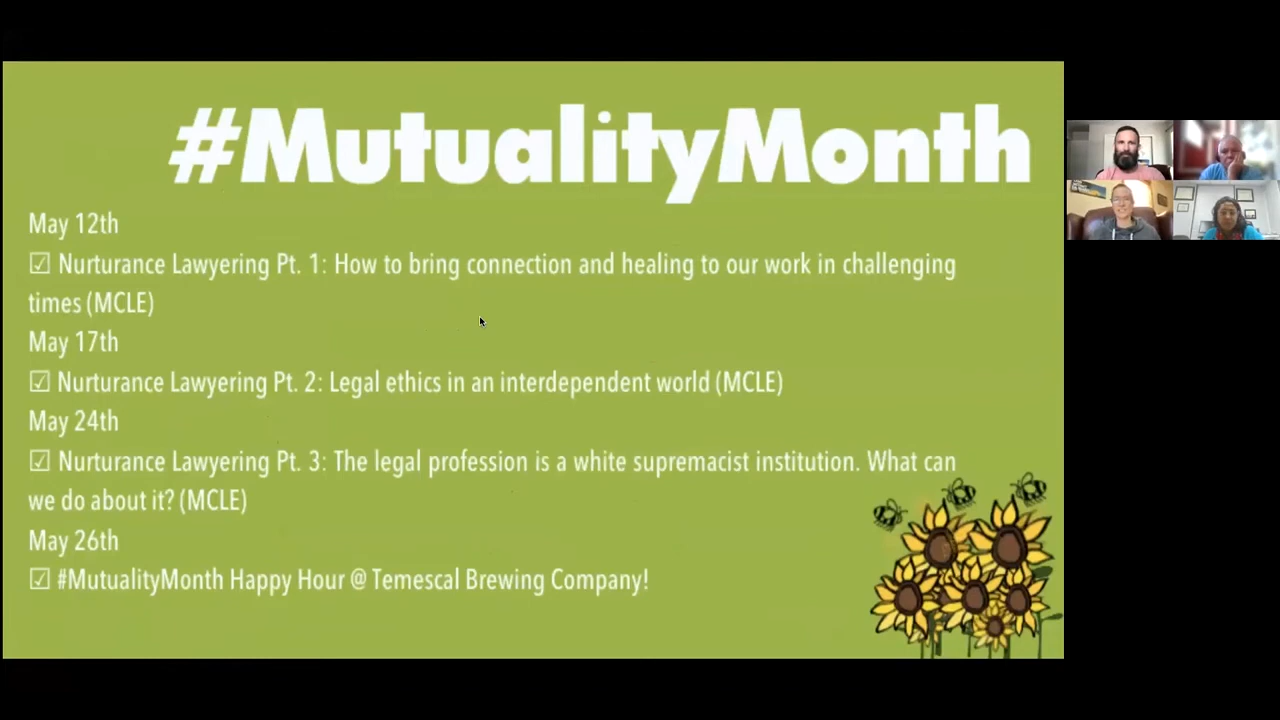 #MutualityMonth
May 12th
☑ Nurturance Lawyering Pt. 1: How to bring connection and healing to our work in challenging
times (MCLE)
May 17th
☑ Nurturance Lawyering Pt. 2: Legal ethics in an interdependent world (MCLE)
May 24th
☑ Nurturance Lawyering Pt. 3: The legal profession is a white supremacist institution. What can
we do about it? (MCLE)
May 26th
☑ #MutualityMonth Happy Hour @ Temescal Brewing Company!